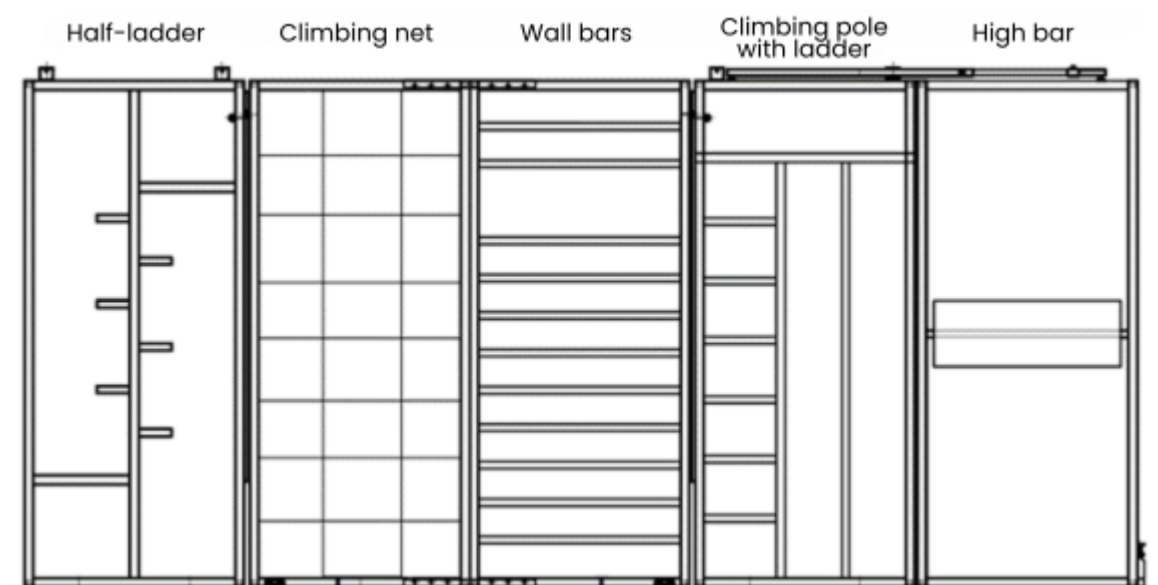 Half-ladder
Climbing net
Wall bars
Climbing pole
with ladder
High bar